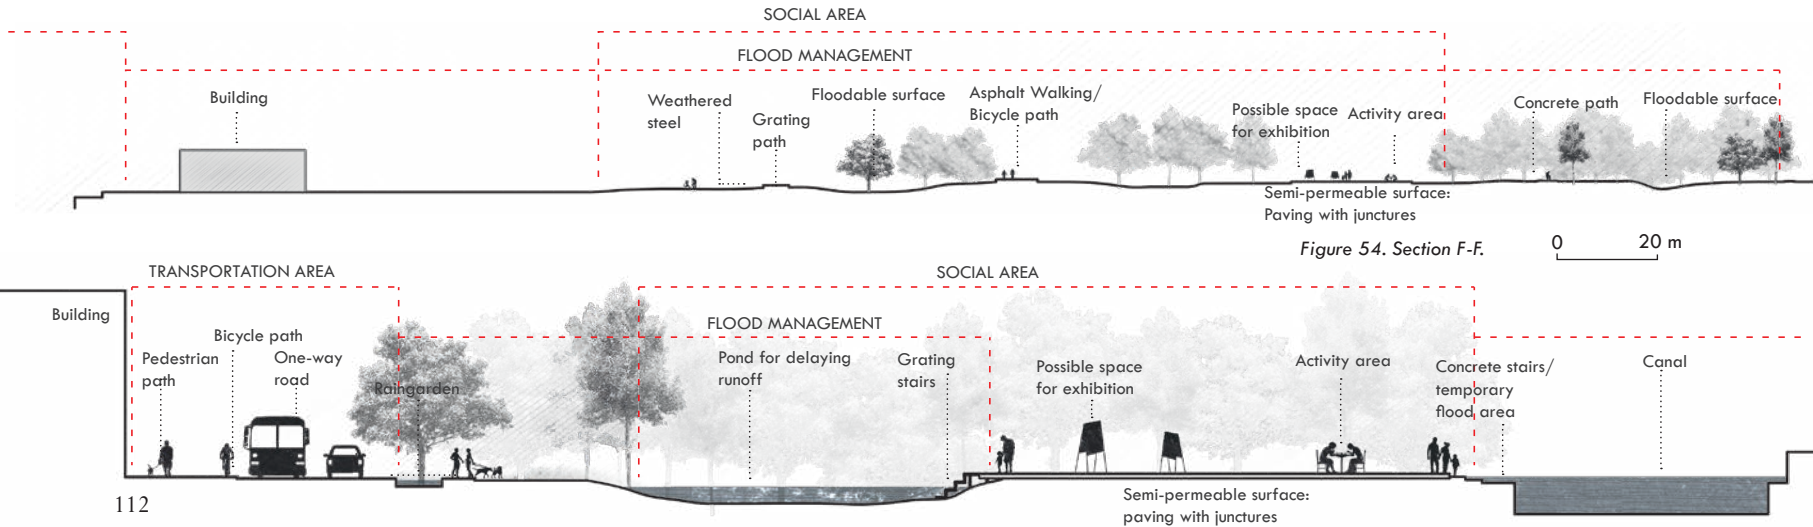 SOCIAL AREA
FLOOD MANAGEMENT
Building
Weathered
steel
Grating
path
Floodable surface
Asphalt Walking/
Bicycle path
Possible space
for exhibition
Activity area
Concrete path
Floodable surface
Semi-permeable surface:
Paving with junctures
Figure 54. Section F-F.
0 20 m
TRANSPORTATION AREA
SOCIAL AREA
FLOOD MANAGEMENT
Building
Pedestrian
path
Bicycle path
One-way
road
Raingarden
Pond for delaying
runoff
Grating
stairs
Possible space
for exhibition
Activity area
Concrete stairs/
temporary
flood area
Canal
Semi-permeable surface:
paving with junctures
112